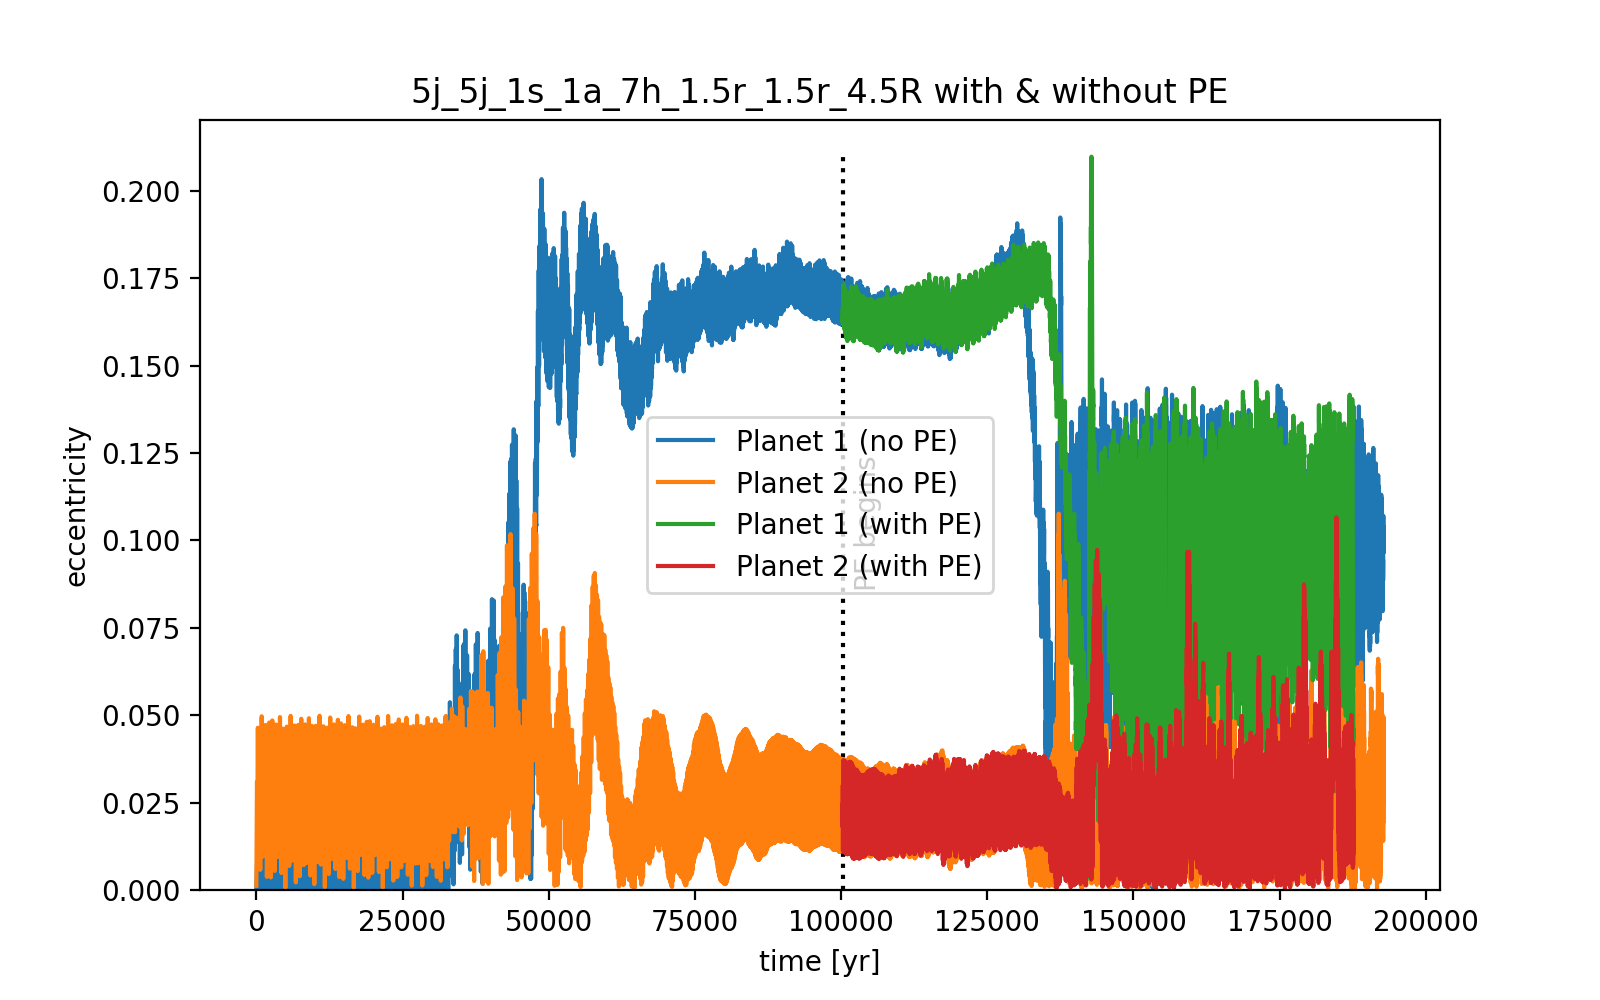 5j_5j_1s_1a_7h_1.5r_1.5r_4.5R with & without PE
eccentricity
0.200
0.175
0.150
0.125
0.100
0.075
0.050
0.025
0.000
Planet 1 (no PE)
Planet 2 (no PE)
Planet 1 (with PE)
Planet 2 (with PE)
PE begins
0 25000 50000 75000 100000 125000 150000 175000 200000
time [yr]